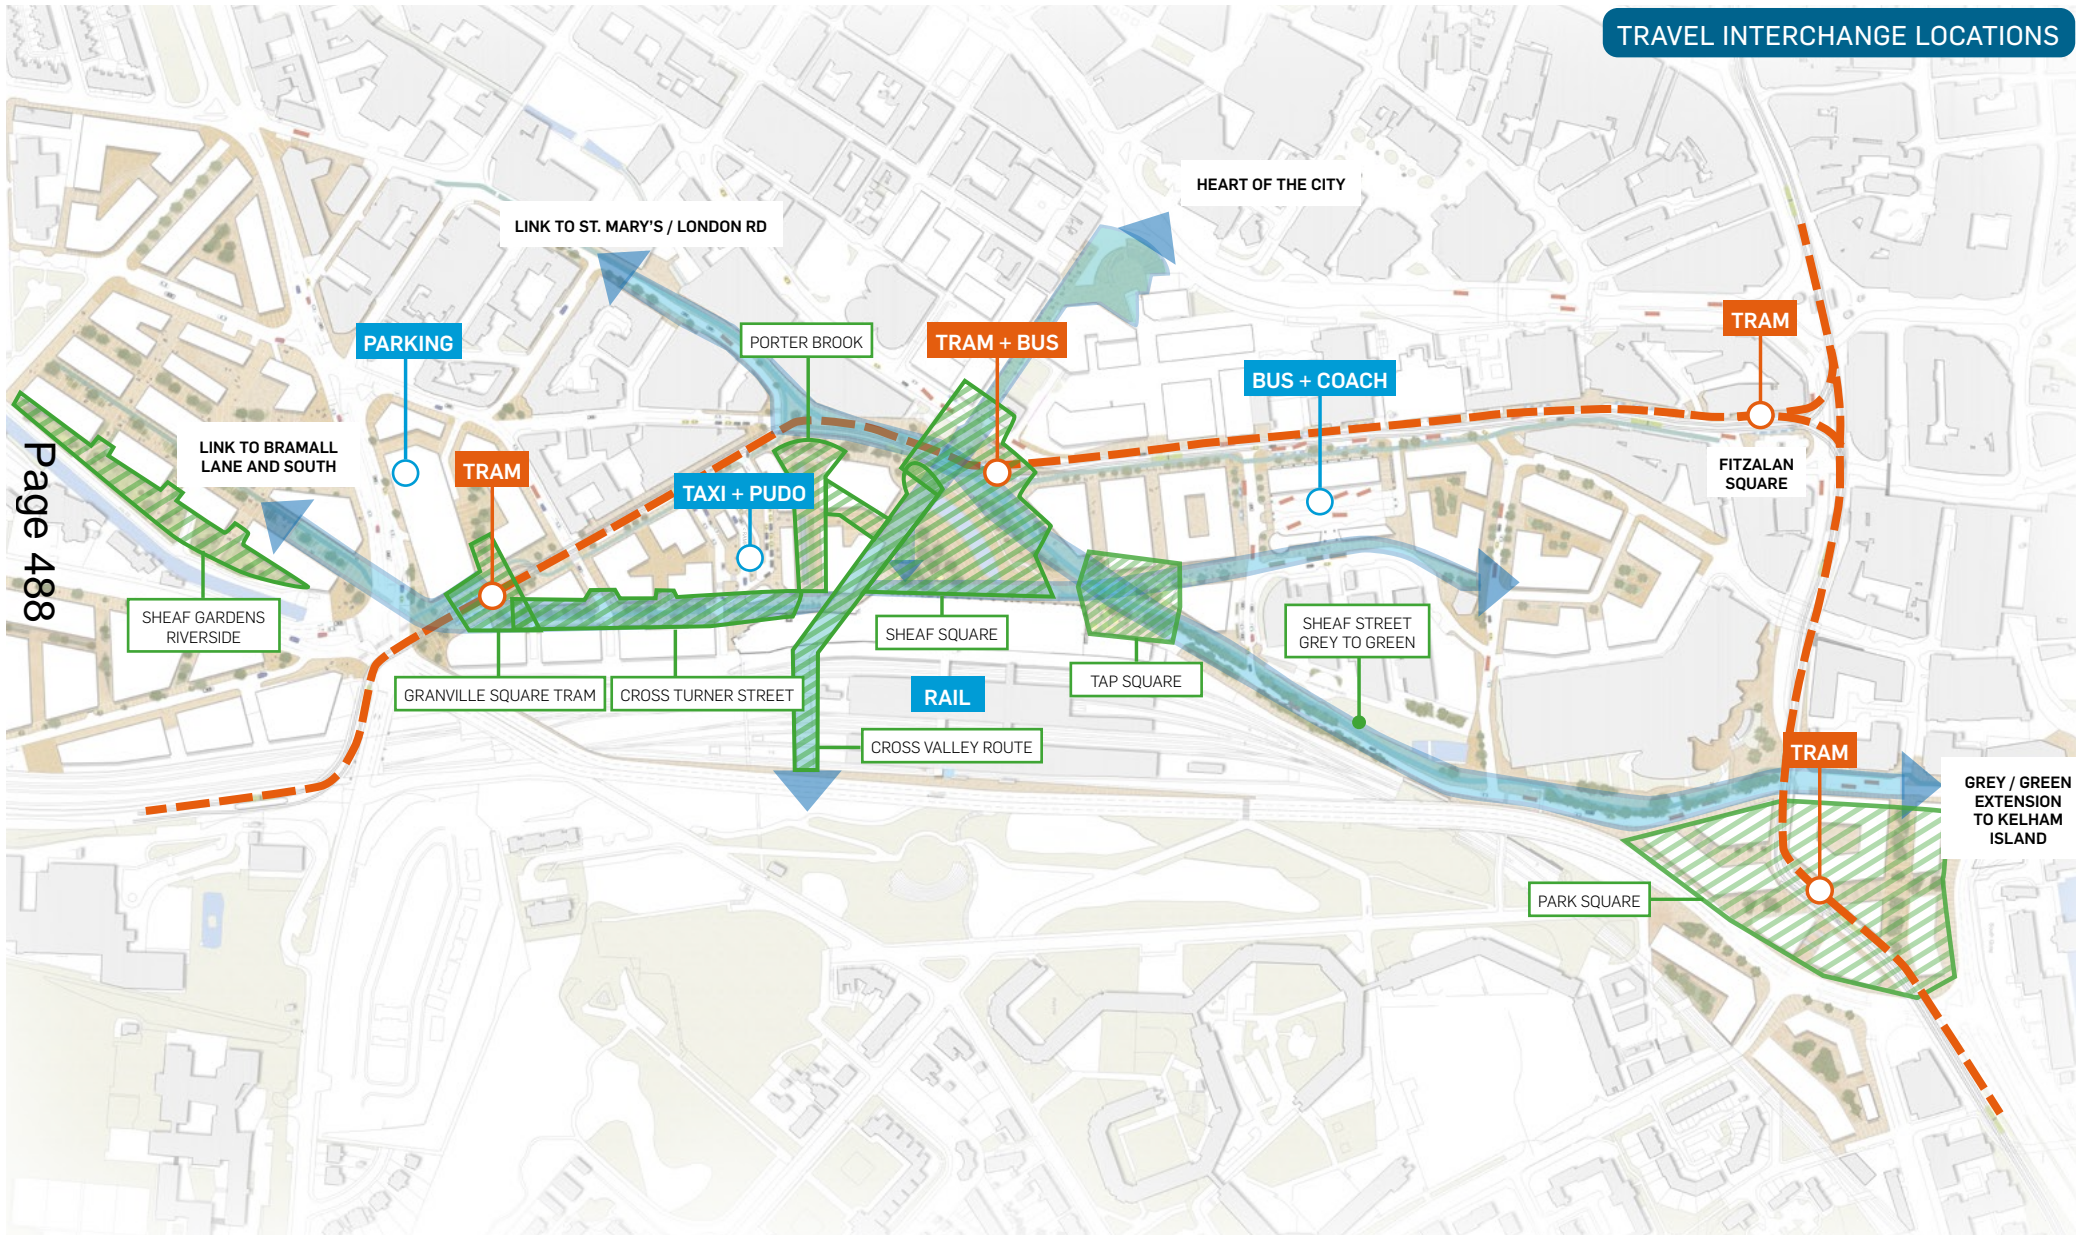 TRAVEL INTERCHANGE LOCATIONS
HEART OF THE CITY
LINK TO ST. MARY'S / LONDON RD
PARKING
PORTER BROOK
TRAM + BUS
TRAM
BUS + COACH
LINK TO BRAMALL
LANE AND SOUTH
TRAM
TAXI + PUDO
FITZALAN
SQUARE
Page 488
SHEAF GARDENS
RIVERSIDE
SHEAF SQUARE
SHEAF STREET
GREY TO GREEN
GRANVILLE SQUARE TRAM
CROSS TURNER STREET
RAIL
TAP SQUARE
CROSS VALLEY ROUTE
TRAM
GREY / GREEN
EXTENSION
TO KELHAM
ISLAND
PARK SQUARE